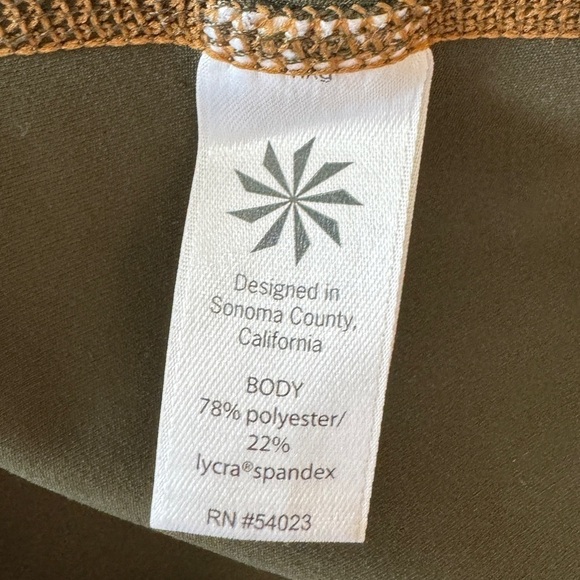 Designed in
Sonoma County,
California
BODY
78% polyester/
22%
lycra®spandex
RN #54023